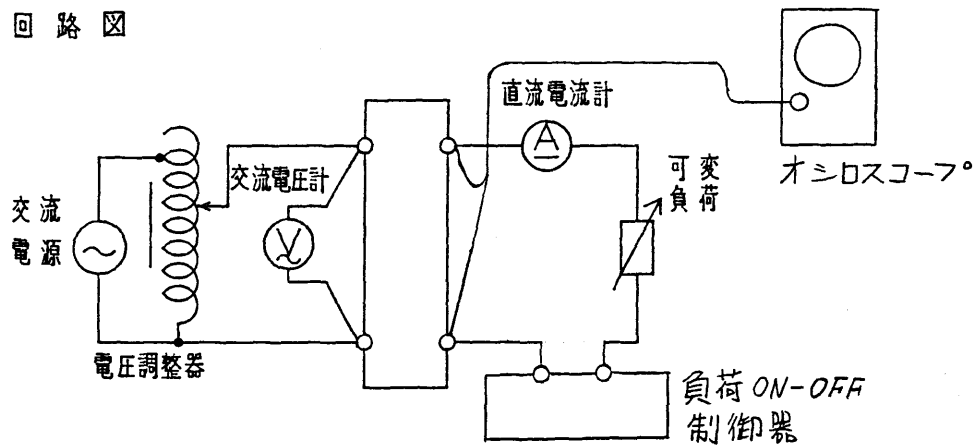 回路図
直流電流計
A
オシロスコープ
可変
負荷
交流電圧計
V
交流
電源
電圧調整器
負荷ON-OFF
制御器